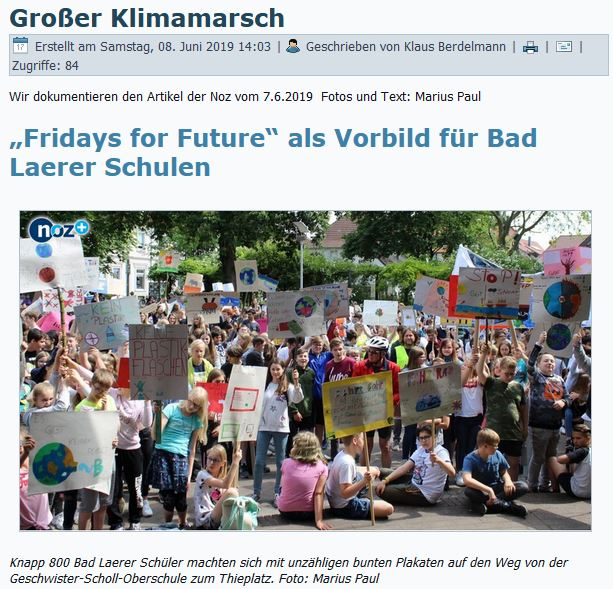 Großer Klimamarsch
17 Erstellt am Samstag, 08. Juni 2019 14:03 | Geschrieben von Klaus Berdelmann | | |
Zugriffe: 84
Wir dokumentieren den Artikel der Noz vom 7.6.2019 Fotos und Text: Marius Paul
„Fridays for Future“ als Vorbild für Bad
Laerer Schulen
noz+
STOP!
PLASTIK
FLASCHEN
Knapp 800 Bad Laerer Schüler machten sich mit unzähligen bunten Plakaten auf den Weg von der
Geschwister-Scholl-Oberschule zum Thieplatz. Foto: Marius Paul